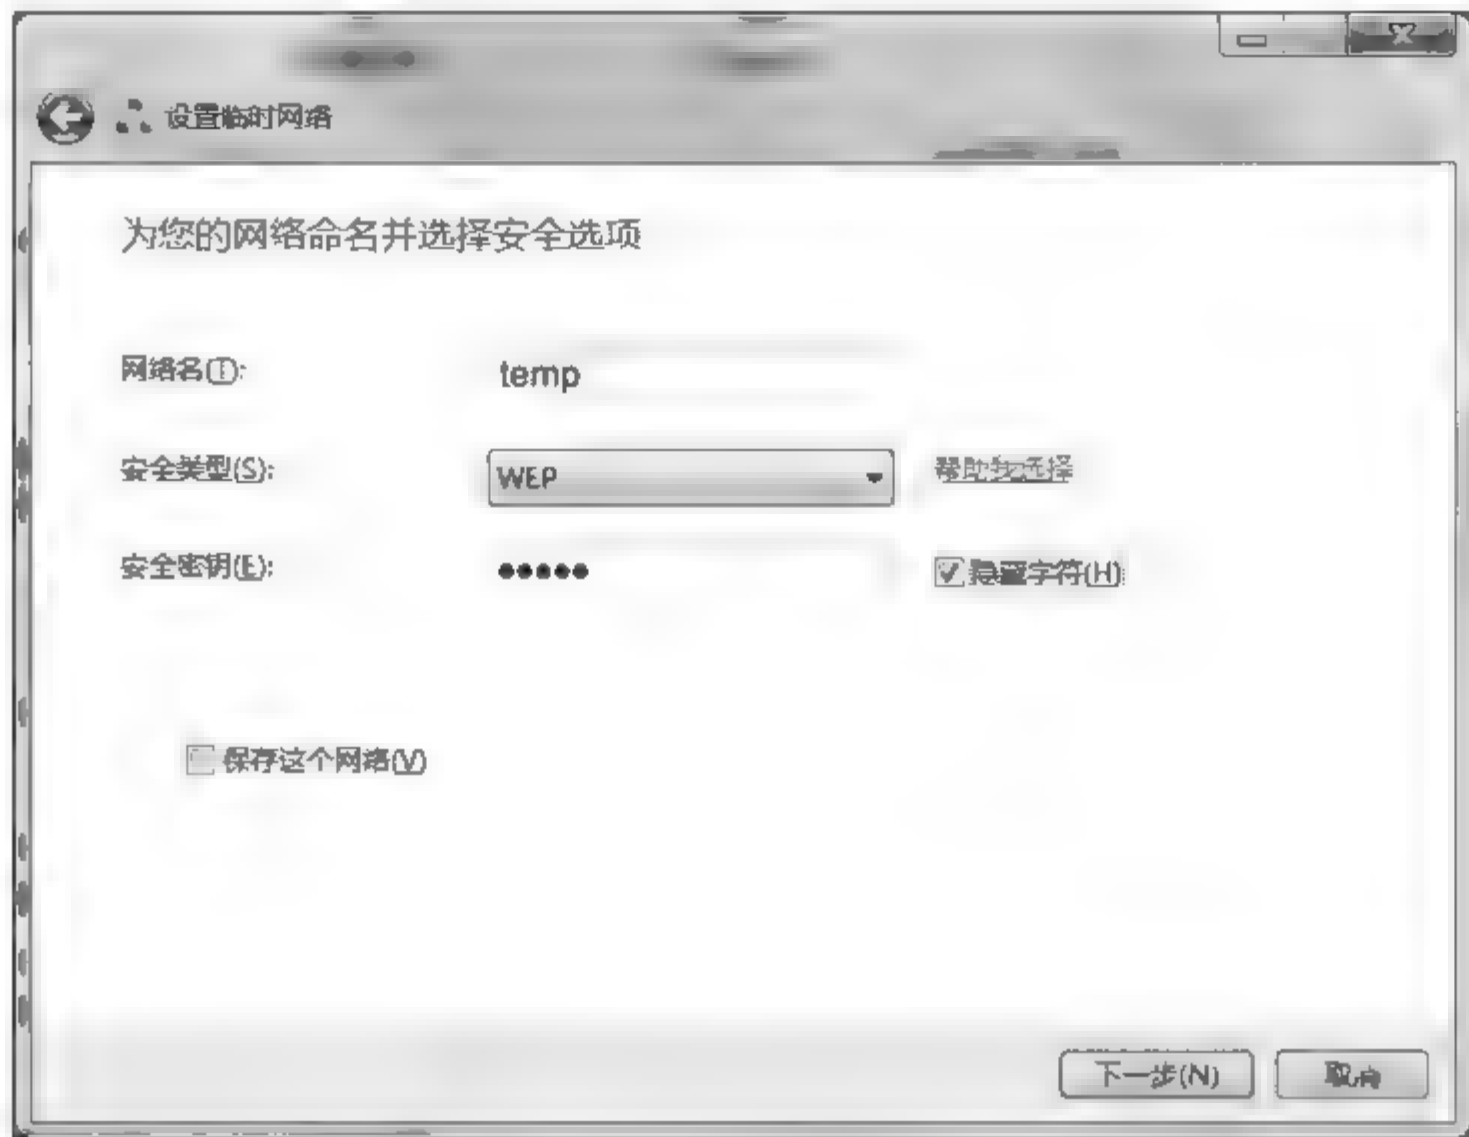 设置临时网络
为您的网络命名并选择安全选项
网络名(T): temp
安全类型(S): WEP 帮助我选择
安全密钥(E): ●●●●● 隐藏字符(H)
保存这个网络(V)
下一步(N) 取消